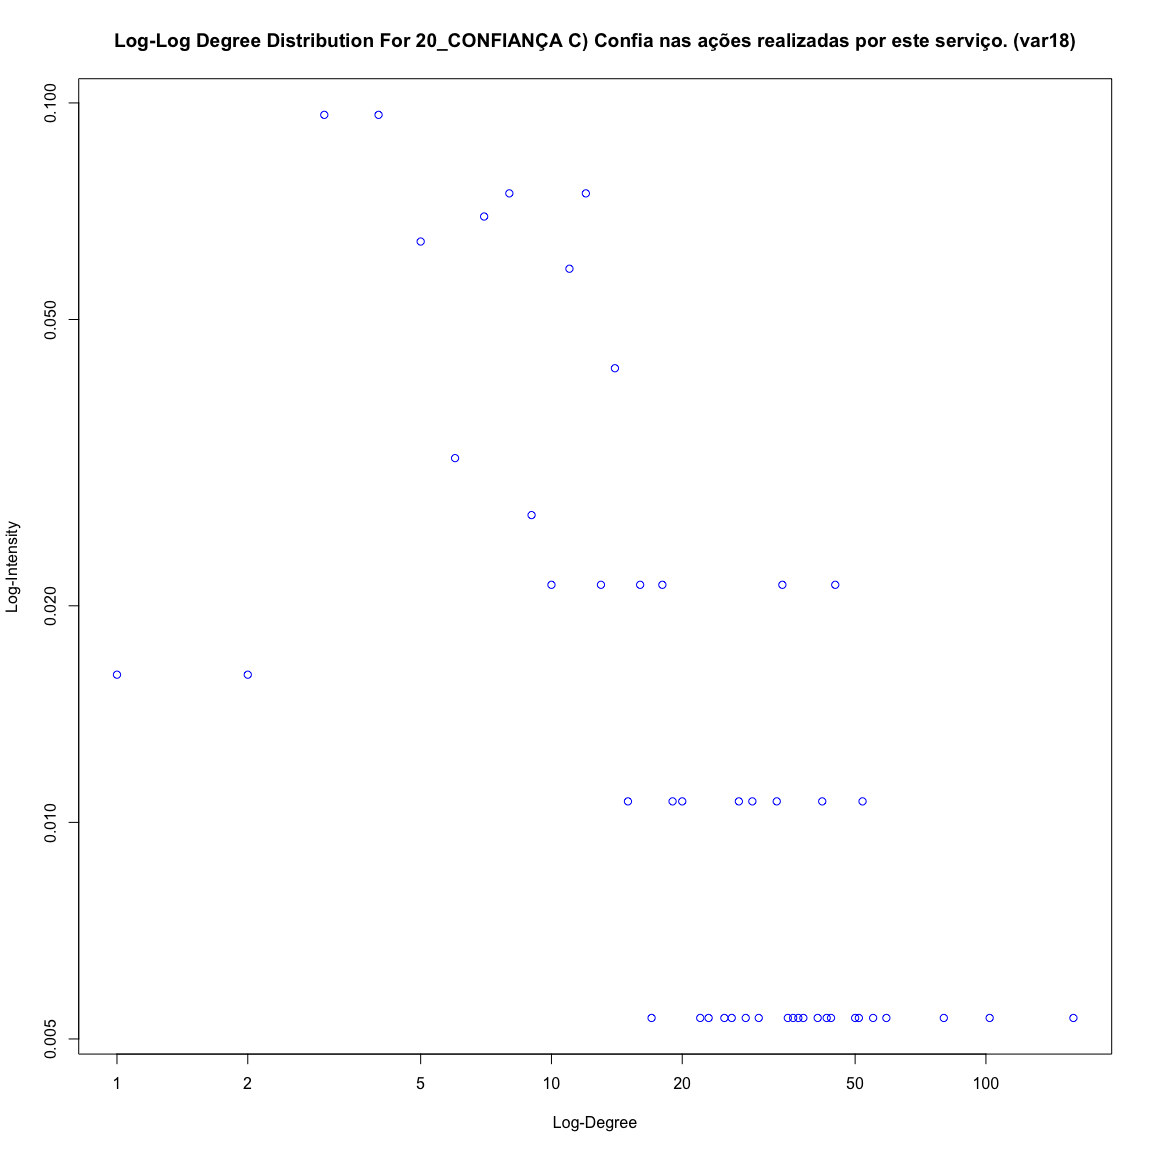 Log-Log Degree Distribution For 20_CONFIANÇA C) Confia nas ações realizadas por este serviço. (var18)
0.100
0.050
0.020
0.010
0.005
Log-Intensity
1 2 5 10 20 50 100
Log-Degree